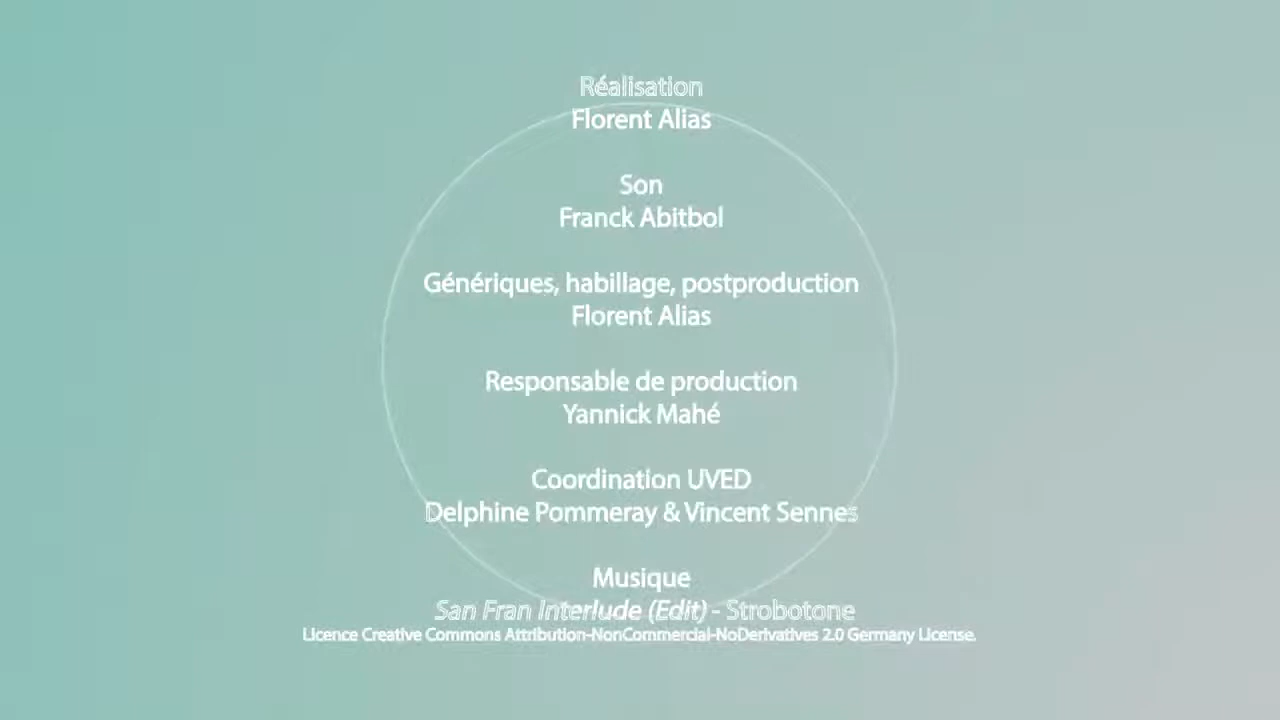 Réalisation
Florent Alias
Son
Franck Abitbol
Génériques, habillage, postproduction
Florent Alias
Responsable de production
Yannick Mahé
Coordination UVED
Delphine Pommeray & Vincent Sennes
Musique
San Fran Interlude (Edit) - Strobotone
Licence Creative Commons Attribution-NonCommercial-NoDerivatives 2.0 Germany License.